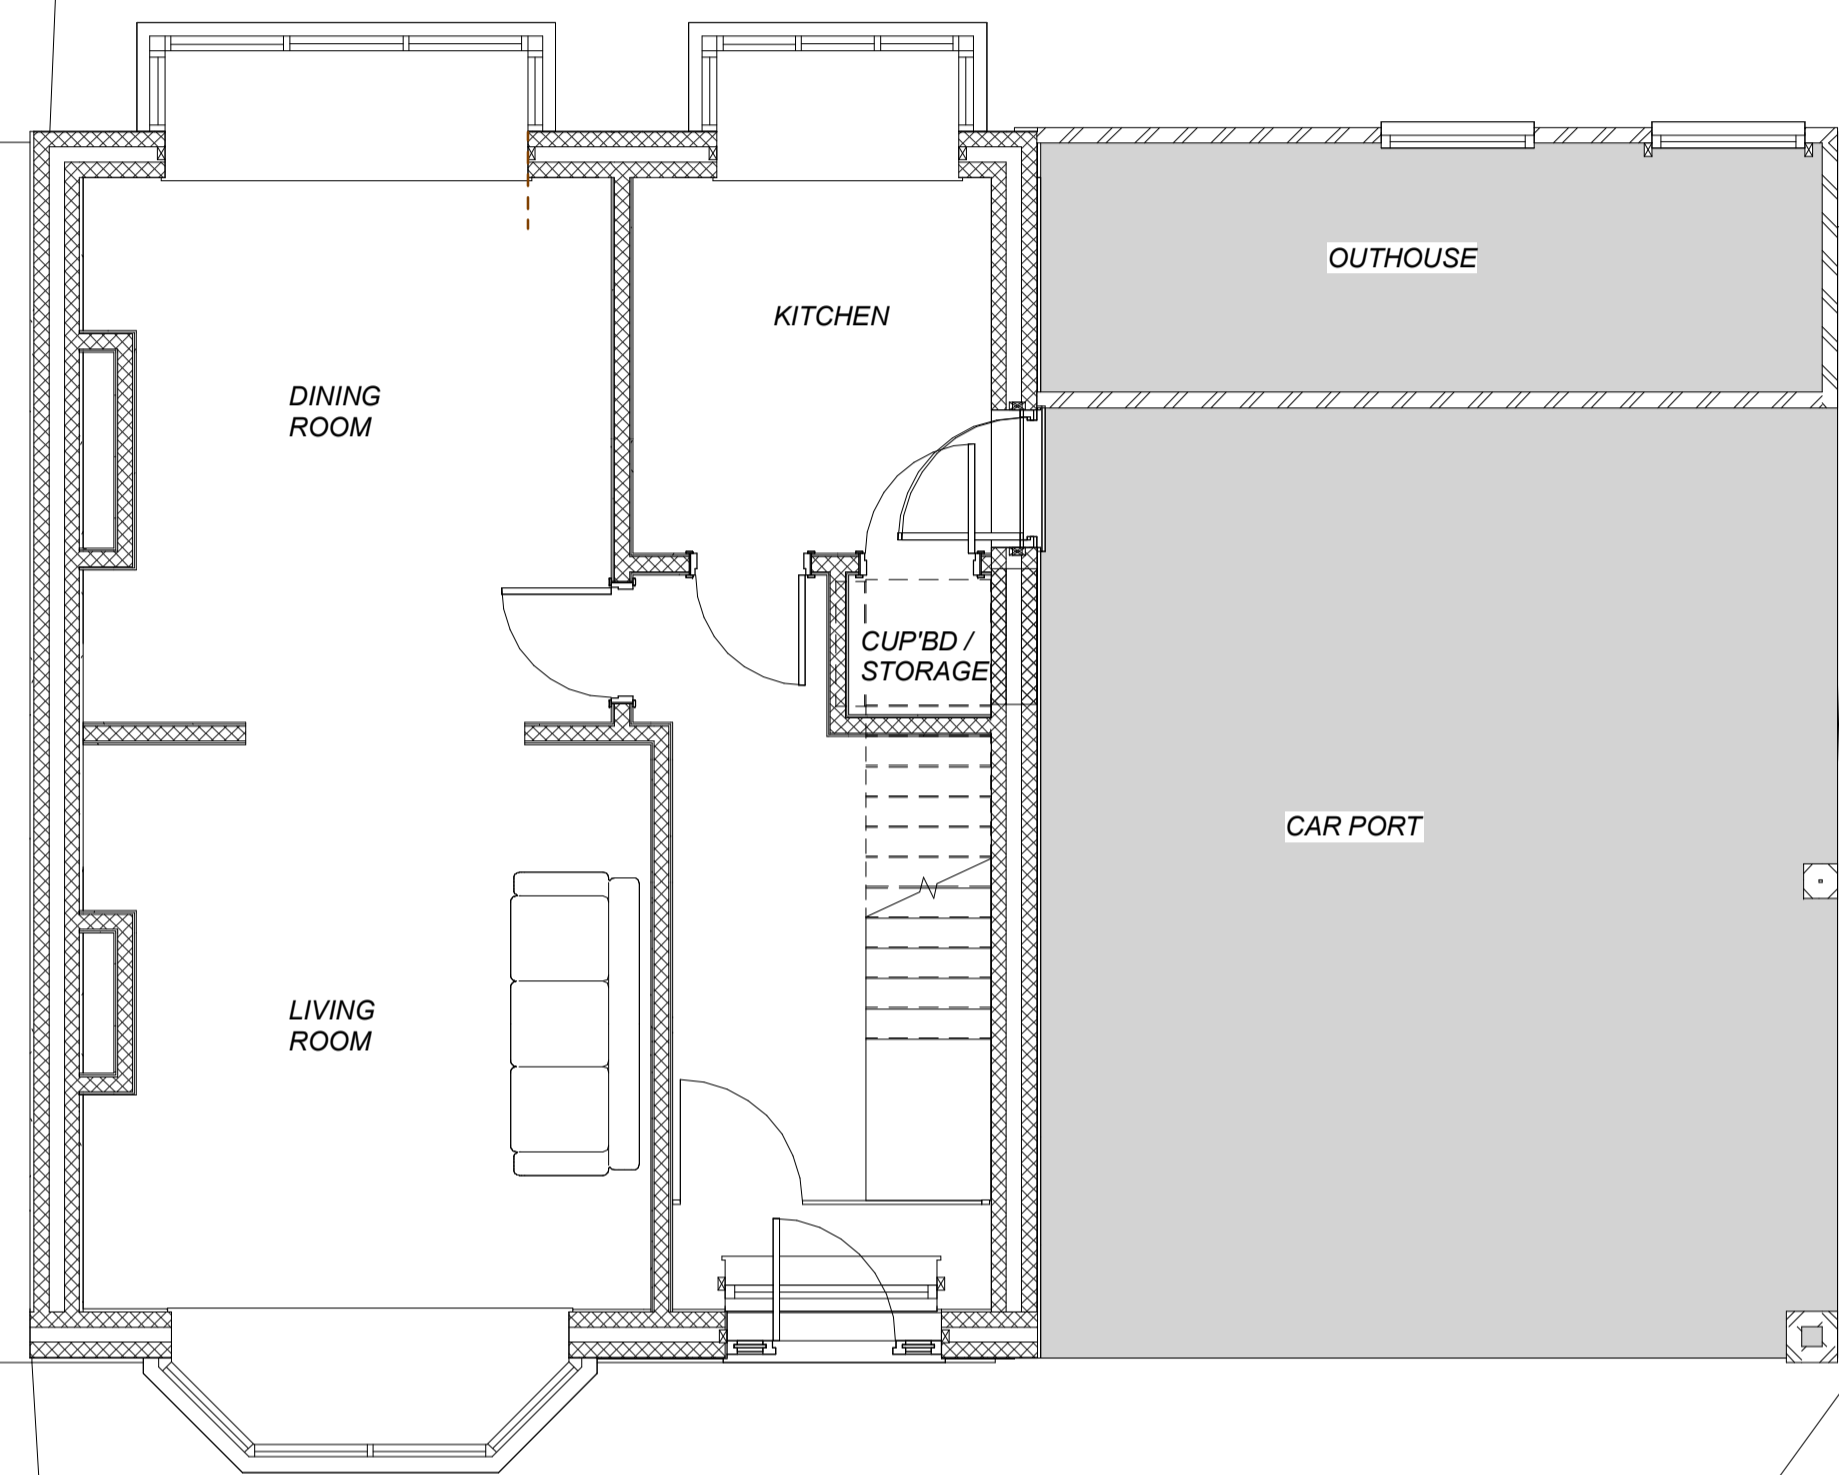 OUTHOUSE
KITCHEN
DINING
ROOM
CUP'BD /
STORAGE
CAR PORT
LIVING
ROOM